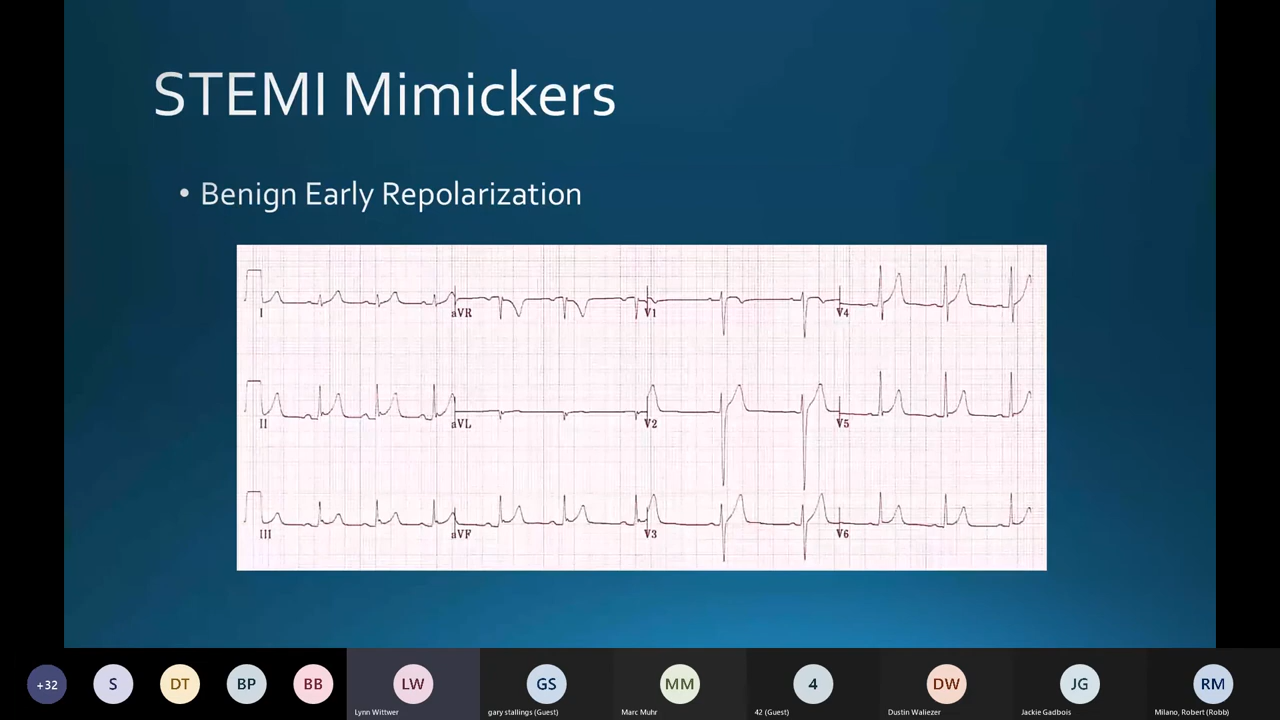 STEMI Mimickers
• Benign Early Repolarization
I aVR V1 V4
II aVL V2 V5
III aVF V3 V6
+32 S DT BP BB LW GS MM 4 DW JG RM
Lynn Wittwer gary stallings (Guest) Marc Muhr 42 (Guest) Dustin Waliezer Jackie Gadbois Milano, Robert (Robb)